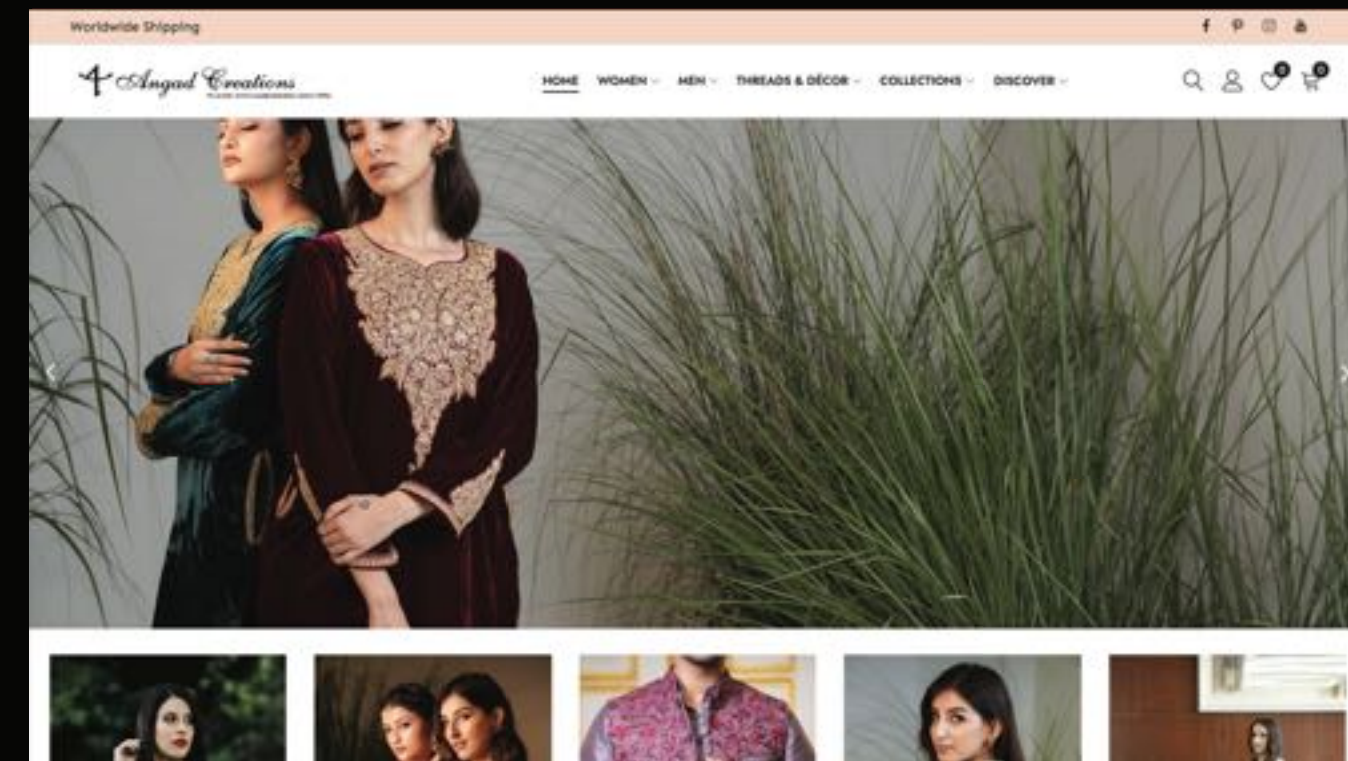 Worldwide Shipping
Angad Creations
HOME WOMEN MEN THREADS & DÉCOR COLLECTIONS DISCOVER
0 0